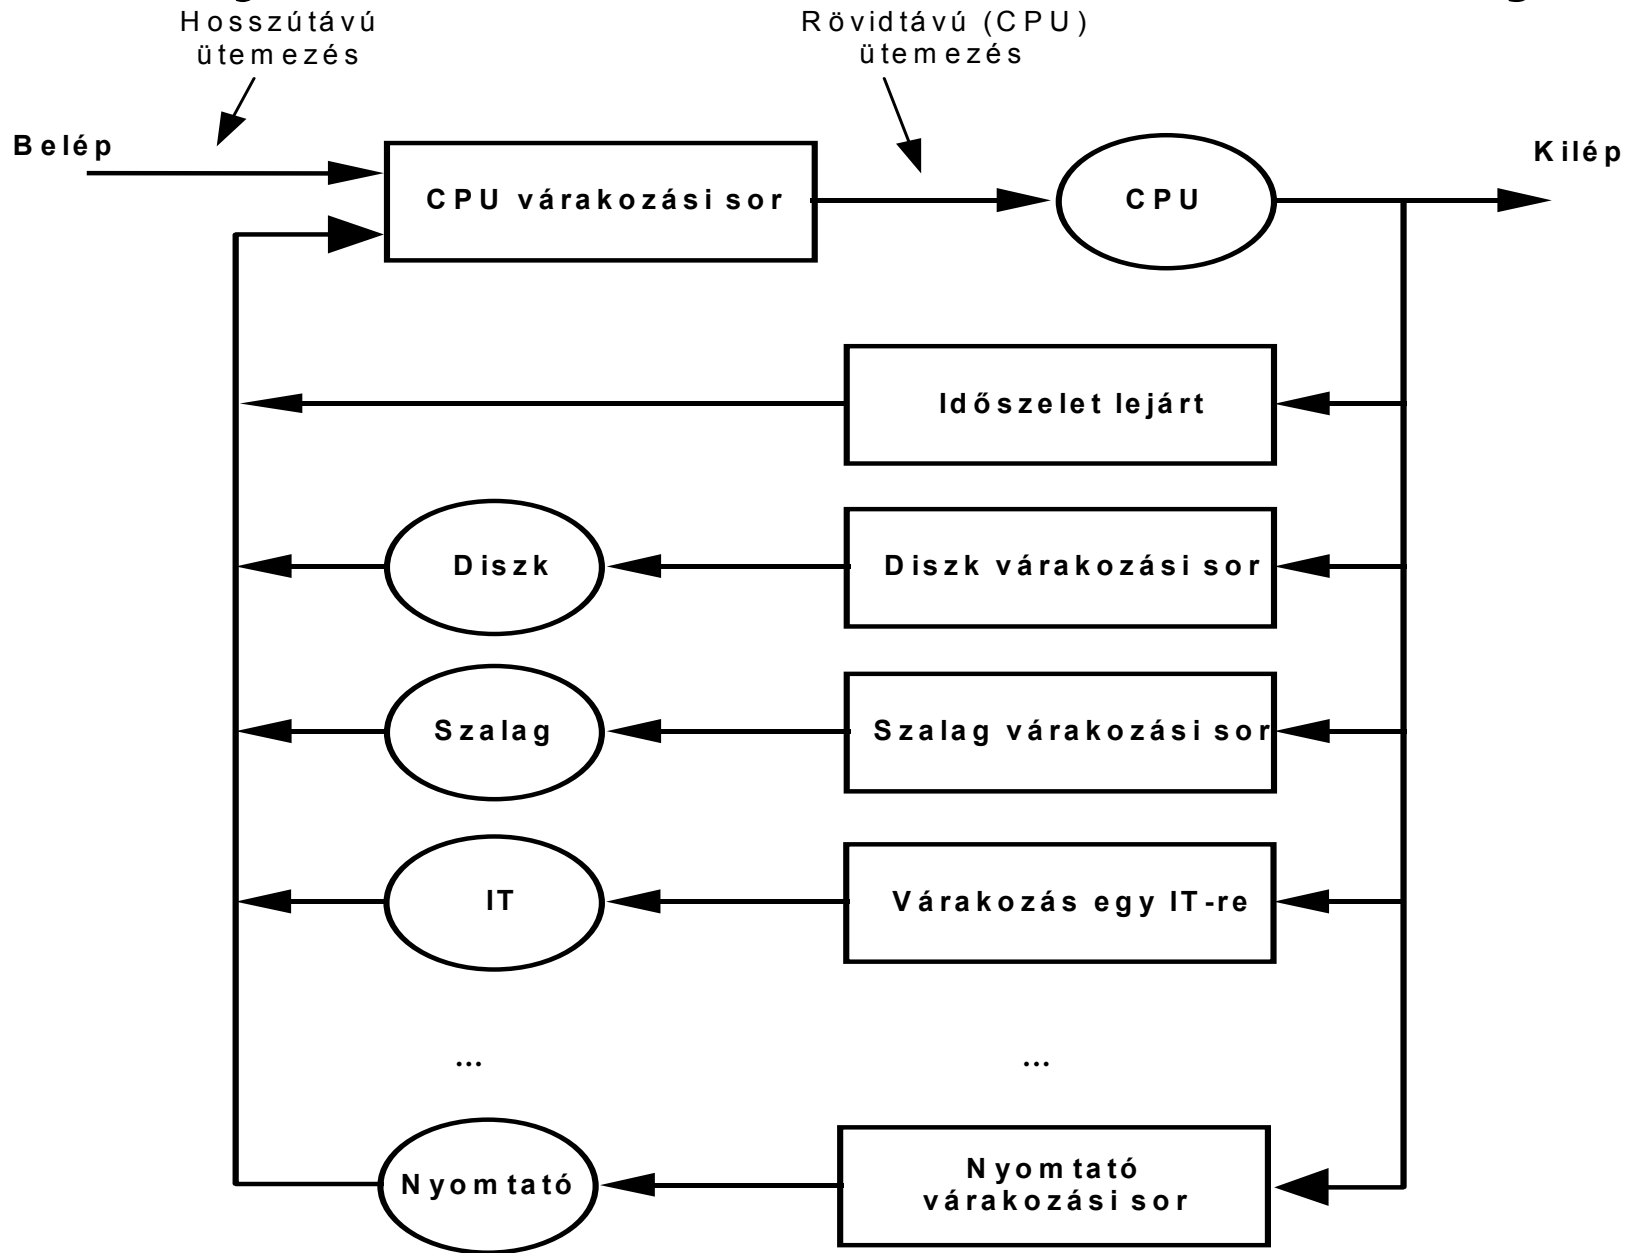 Hosszútávú
ütemezés
Rövidtávú (CPU)
ütemezés
Belép
Kilép
CPU várakozási sor
CPU
Időszelet lejárt
Diszk
Diszk várakozási sor
Szalag
Szalag várakozási sor
IT
Várakozás egy IT-re
...
...
Nyomtató
Nyomtató
várakozási sor